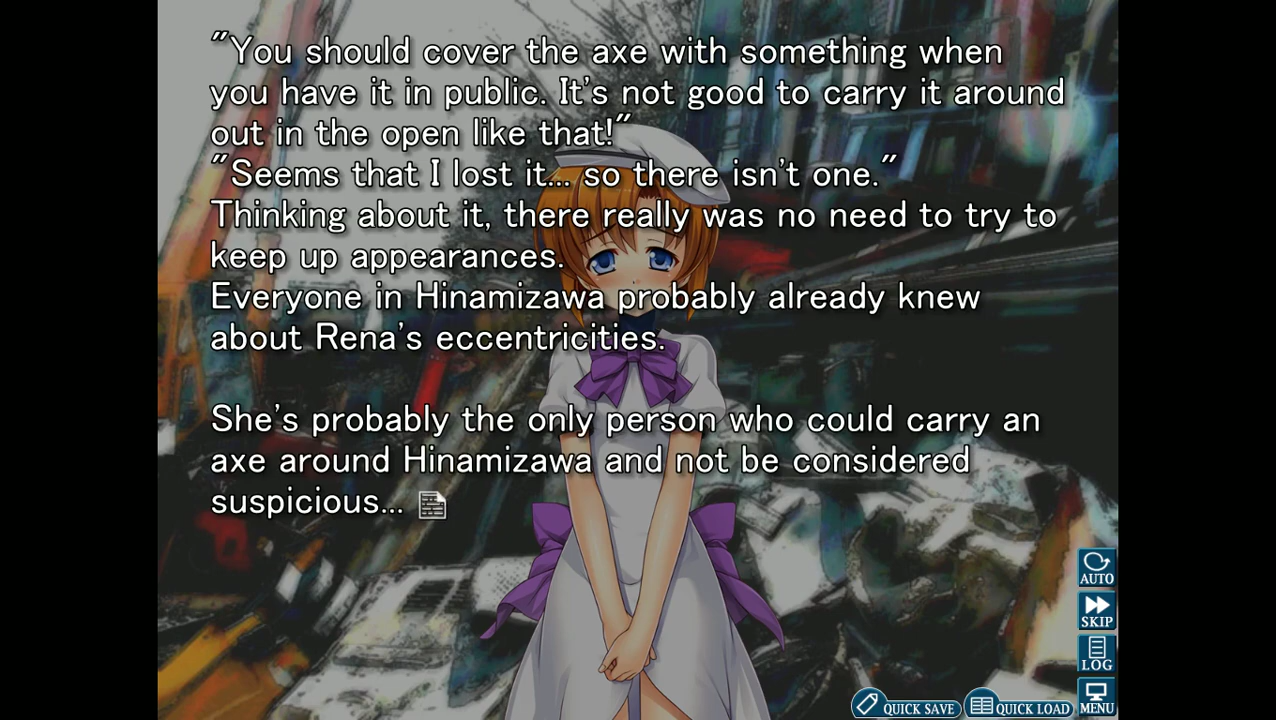 "You should cover the axe with something when
you have it in public. It's not good to carry it around
out in the open like that!"
"Seems that I lost it... so there isn't one."
Thinking about it, there really was no need to try to
keep up appearances.
Everyone in Hinamizawa probably already knew
about Rena's eccentricities.
She's probably the only person who could carry an
axe around Hinamizawa and not be considered
suspicious...
AUTO
SKIP
LOG
QUICK SAVE
QUICK LOAD
MENU